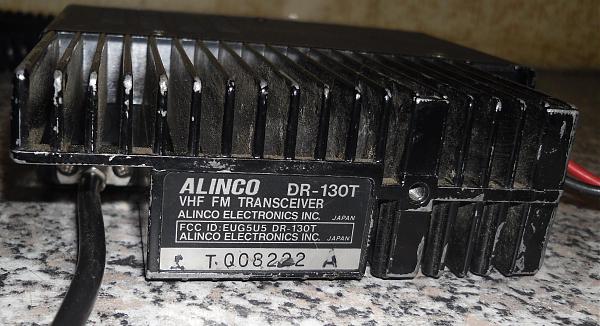 ALINCO DR-130T
VHF FM TRANSCEIVER
ALINCO ELECTRONICS INC. JAPAN
FCC ID:EUG5U5 DR-130T
ALINCO ELECTRONICS INC. JAPAN
T.008222 A